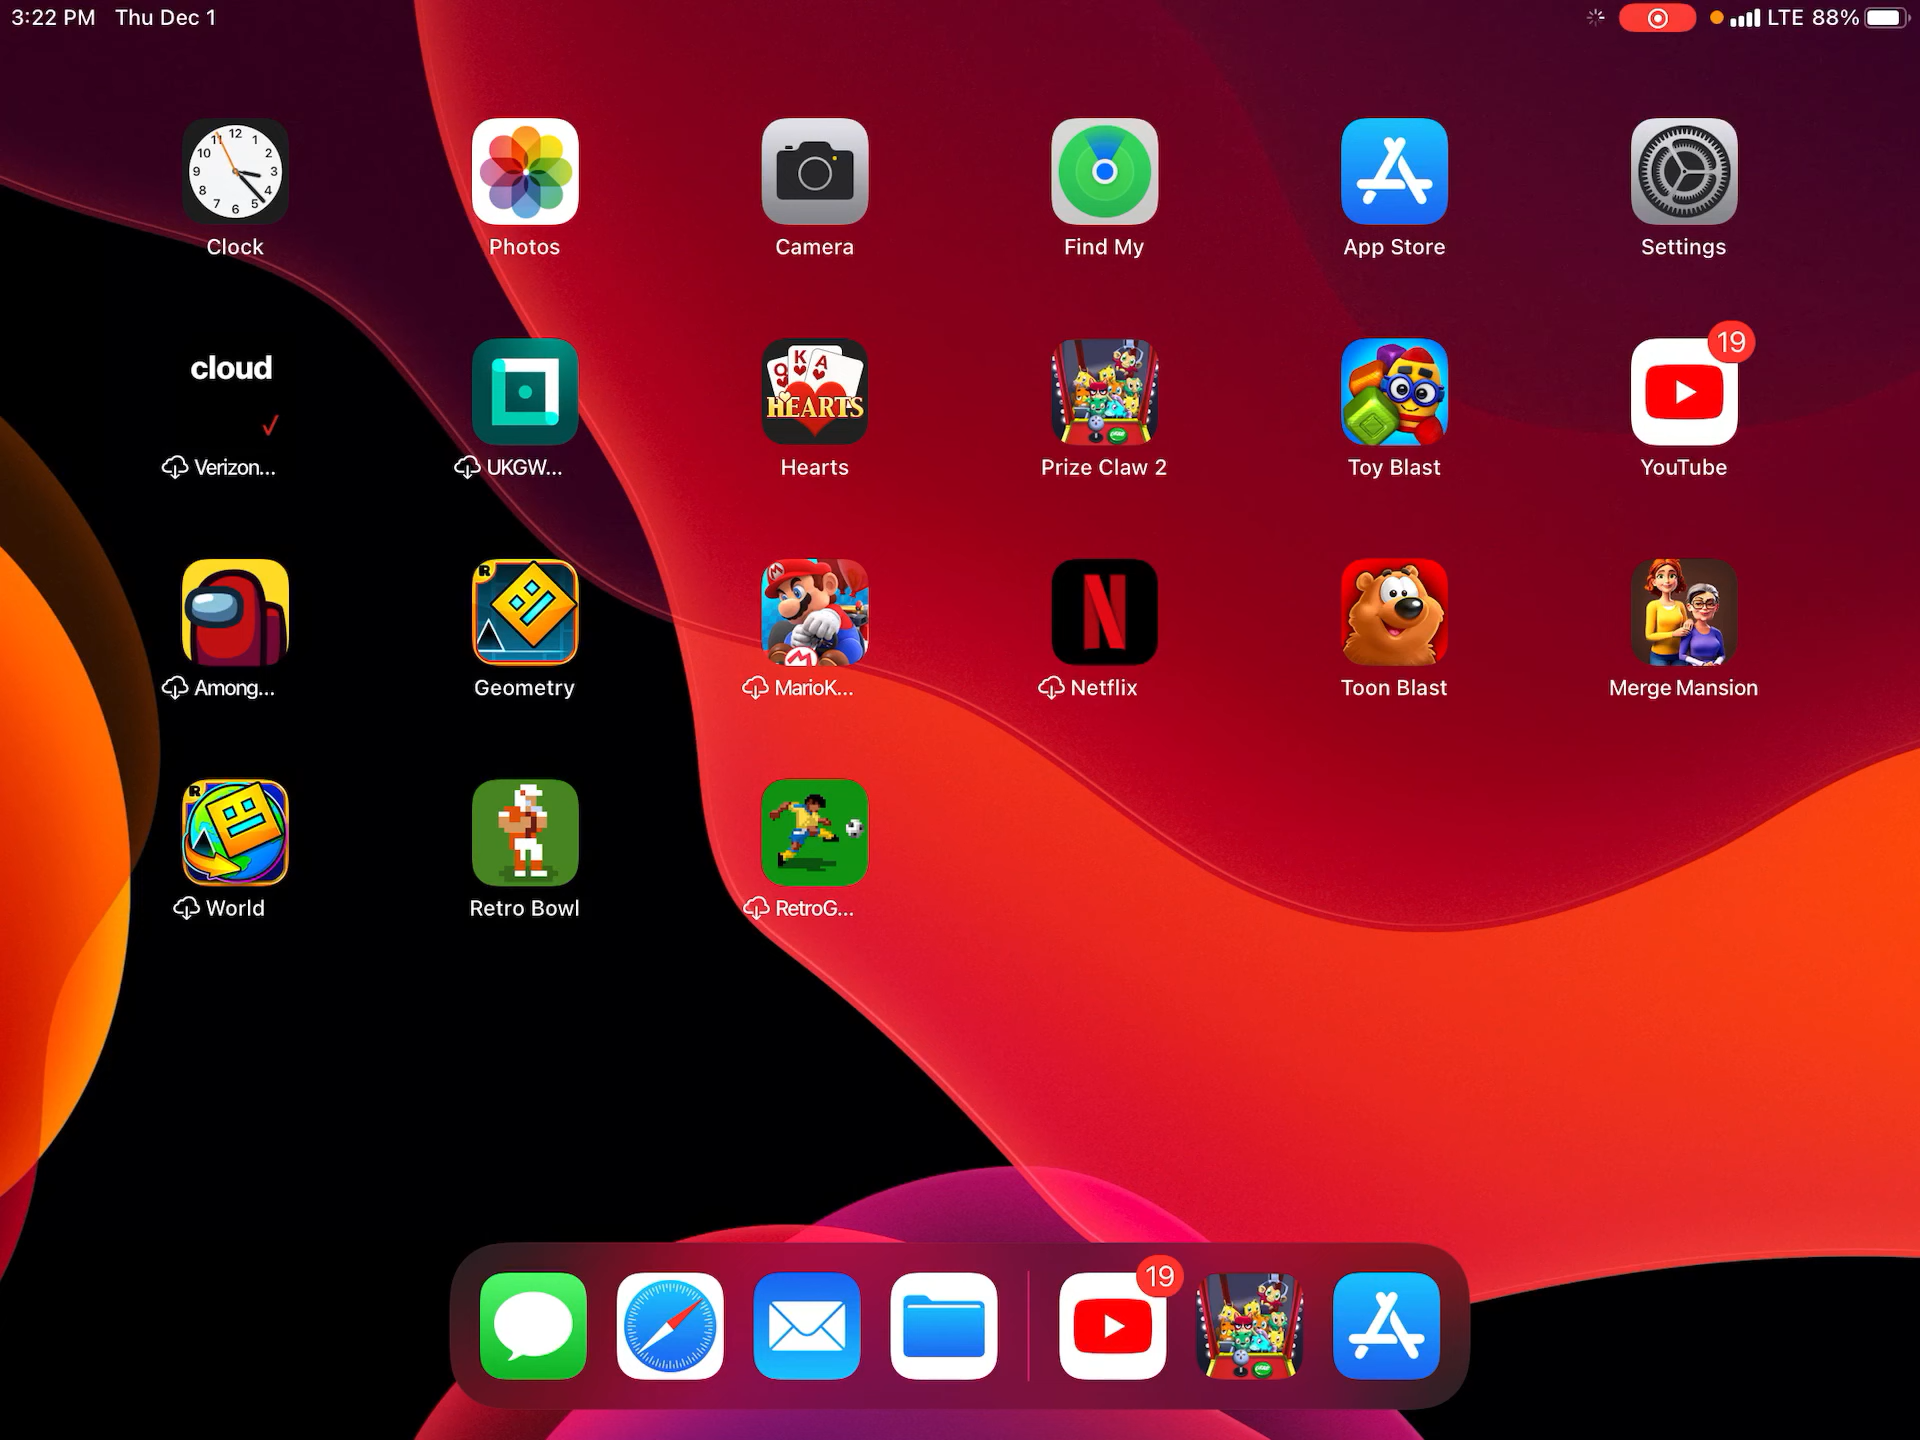 3:22 PM Thu Dec 1
LTE 88%
Clock
Photos
Camera
Find My
App Store
Settings
cloud
Verizon...
UKGW...
Q K A
HEARTS
Hearts
Prize Claw 2
Toy Blast
19
YouTube
Among...
R
Geometry
M
MarioK...
N
Netflix
Toon Blast
Merge Mansion
R
World
Retro Bowl
RetroG...
19